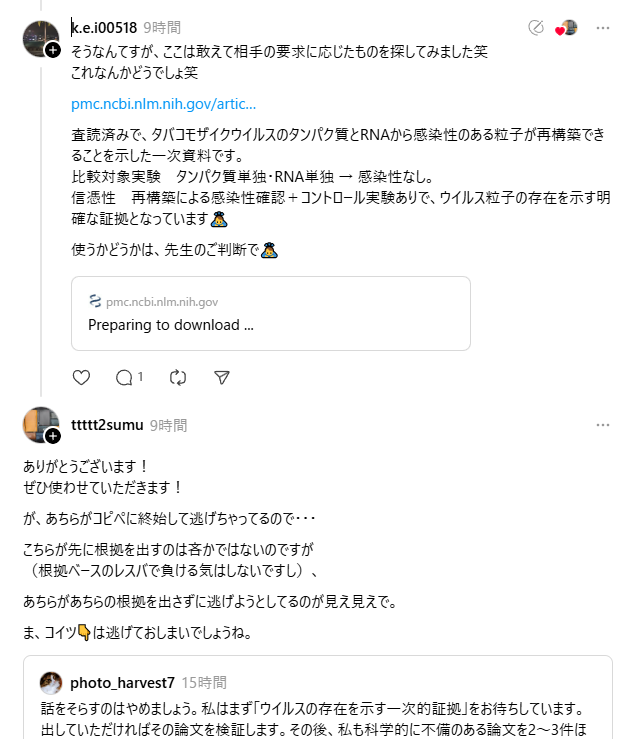 k.e.i00518 9時間
そうなんてすが、ここは敢えて相手の要求に応じたものを探してみました笑
これなんかどうでしょ笑
pmc.ncbi.nlm.nih.gov/artic...
査読済みで、タバコモザイクウイルスのタンパク質とRNAから感染性のある粒子が再構築でき
ることを示した一次資料です。
比較対象実験　タンパク質単独・RNA単独 → 感染性なし。
信憑性　再構築による感染性確認＋コントロール実験ありで、ウイルス粒子の存在を示す明
確な証拠となっています🙇
使うかどうかは、先生のご判断で🙇
pmc.ncbi.nlm.nih.gov
Preparing to download ...
1
ttttt2sumu 9時間
ありがとうございます！
ぜひ使わせていただきます！
が、あちらがコピペに終始して逃げちゃってるので・・・
こちらが先に根拠を出すのは吝かではないのですが
（根拠ベースのレスバで負ける気はしないですし）、
あちらがあちらの根拠を出さずに逃げようとしてるのが見え見えで。
ま、コイツ👇は逃げておしまいでしょうね。
photo_harvest7 15時間
話をそらすのはやめましょう。私はまず「ウイルスの存在を示す一次的証拠」をお待ちしています。
出していただければその論文を検証します。その後、私も科学的に不備のある論文を2〜3件ほ